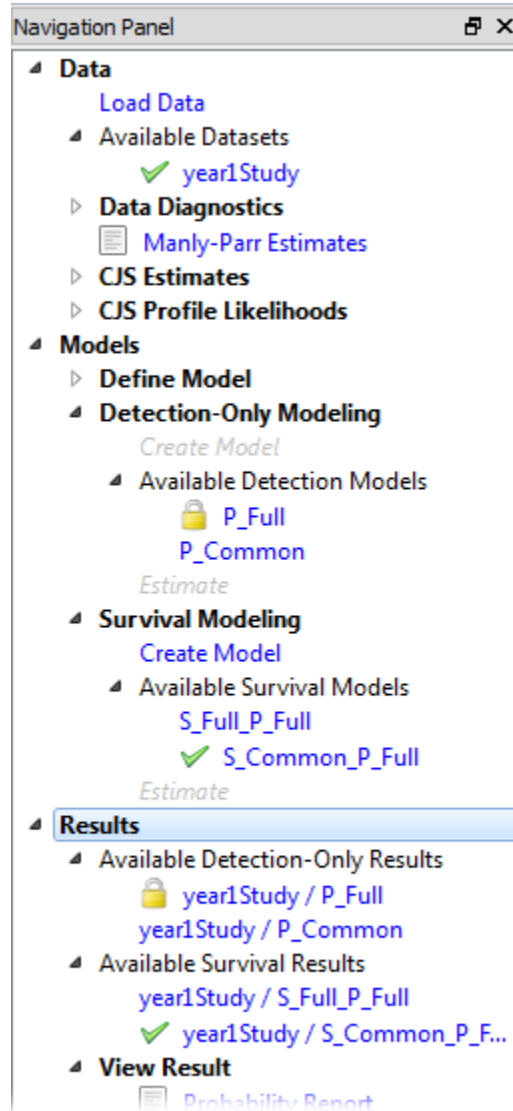 Navigation Panel
Data
Load Data
Available Datasets
year1Study
Data Diagnostics
Manly-Parr Estimates
CJS Estimates
CJS Profile Likelihoods
Models
Define Model
Detection-Only Modeling
Create Model
Available Detection Models
P_Full
P_Common
Estimate
Survival Modeling
Create Model
Available Survival Models
S_Full_P_Full
S_Common_P_Full
Estimate
Results
Available Detection-Only Results
year1Study / P_Full
year1Study / P_Common
Available Survival Results
year1Study / S_Full_P_Full
year1Study / S_Common_P_F...
View Result
Probability Report